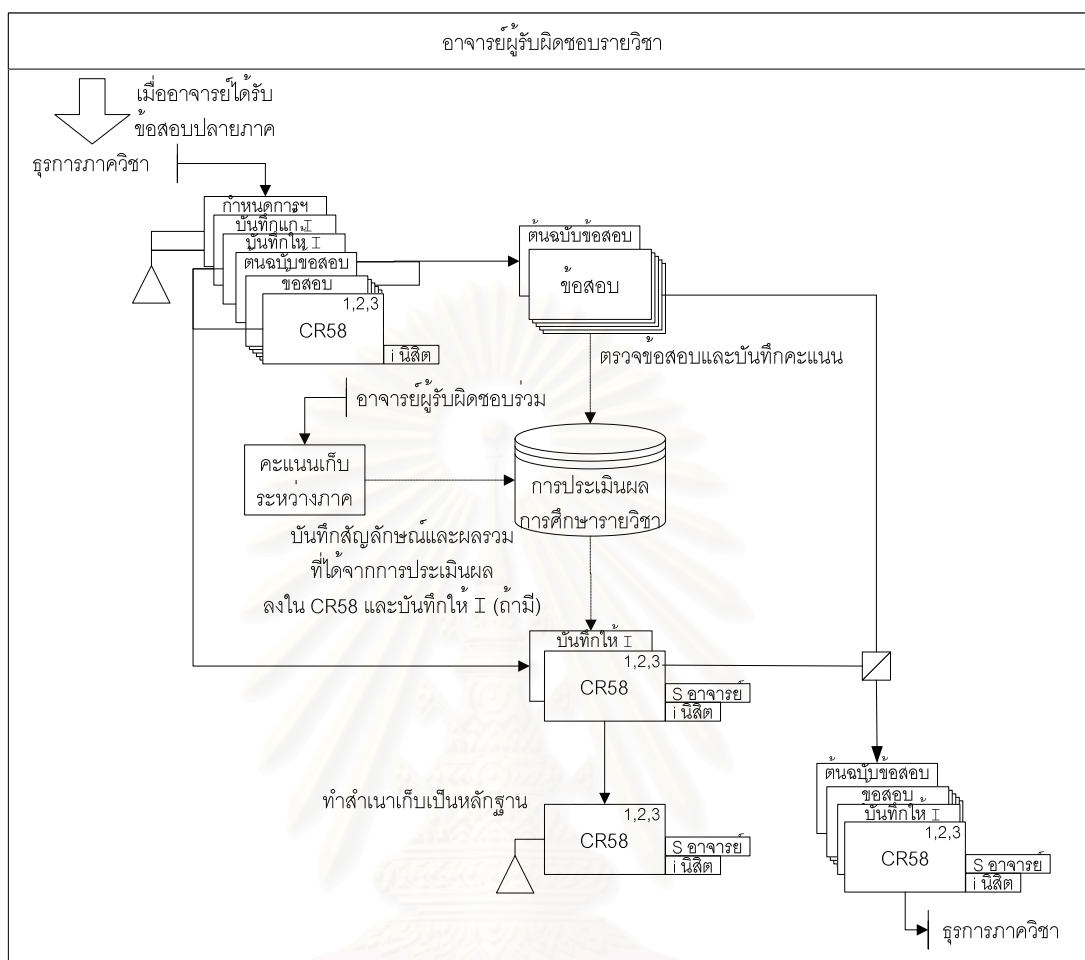 อาจารย์ผู้รับผิดชอบรายวิชา
เมื่ออาจารย์ได้รับ
ข้อสอบปลายภาค
ธุรการภาควิชา
กำหนดการฯ
บันทึกแก้ I
บันทึกให้ I
ต้นฉบับข้อสอบ
ข้อสอบ
1,2,3
CR58
i นิสิต
ต้นฉบับข้อสอบ
ข้อสอบ
ตรวจข้อสอบและบันทึกคะแนน
อาจารย์ผู้รับผิดชอบร่วม
คะแนนเก็บ
ระหว่างภาค
การประเมินผล
การศึกษารายวิชา
บันทึกสัญลักษณ์และผลรวม
ที่ได้จากการประเมินผล
ลงใน CR58 และบันทึกให้ I (ถ้ามี)
บันทึกให้ I
1,2,3
CR58
S อาจารย์
i นิสิต
ทำสำเนาเก็บเป็นหลักฐาน
1,2,3
CR58
S อาจารย์
i นิสิต
ต้นฉบับข้อสอบ
ข้อสอบ
บันทึกให้ I
1,2,3
CR58
S อาจารย์
i นิสิต
ธุรการภาควิชา